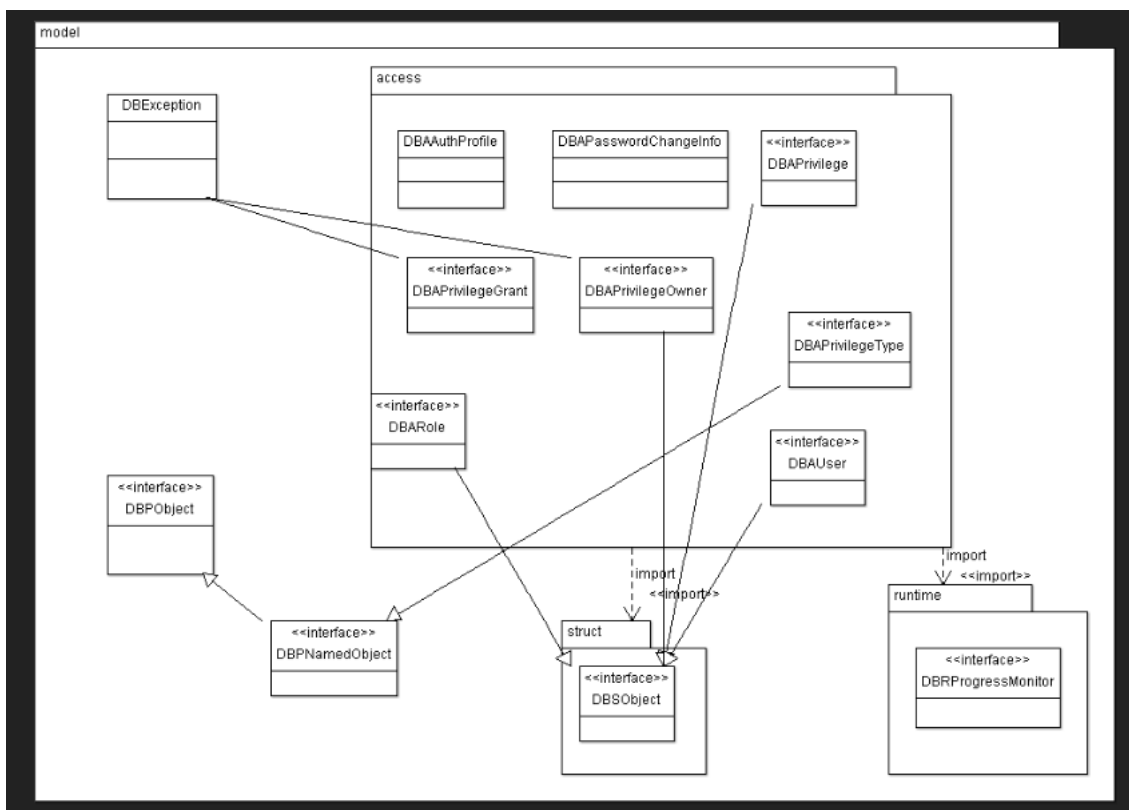 model
access
DBException
DBAAuthProfile
DBAPasswordChangeInfo
<<interface>>
DBAPrivilege
<<interface>>
DBAPrivilegeGrant
<<interface>>
DBAPrivilegeOwner
<<interface>>
DBAPrivilegeType
<<interface>>
DBARole
<<interface>>
DBAUser
<<interface>>
DBPObject
import
<<import>>
import
<<import>>
runtime
struct
<<interface>>
DBPNamedObject
<<interface>>
DBSObject
<<interface>>
DBRProgressMonitor